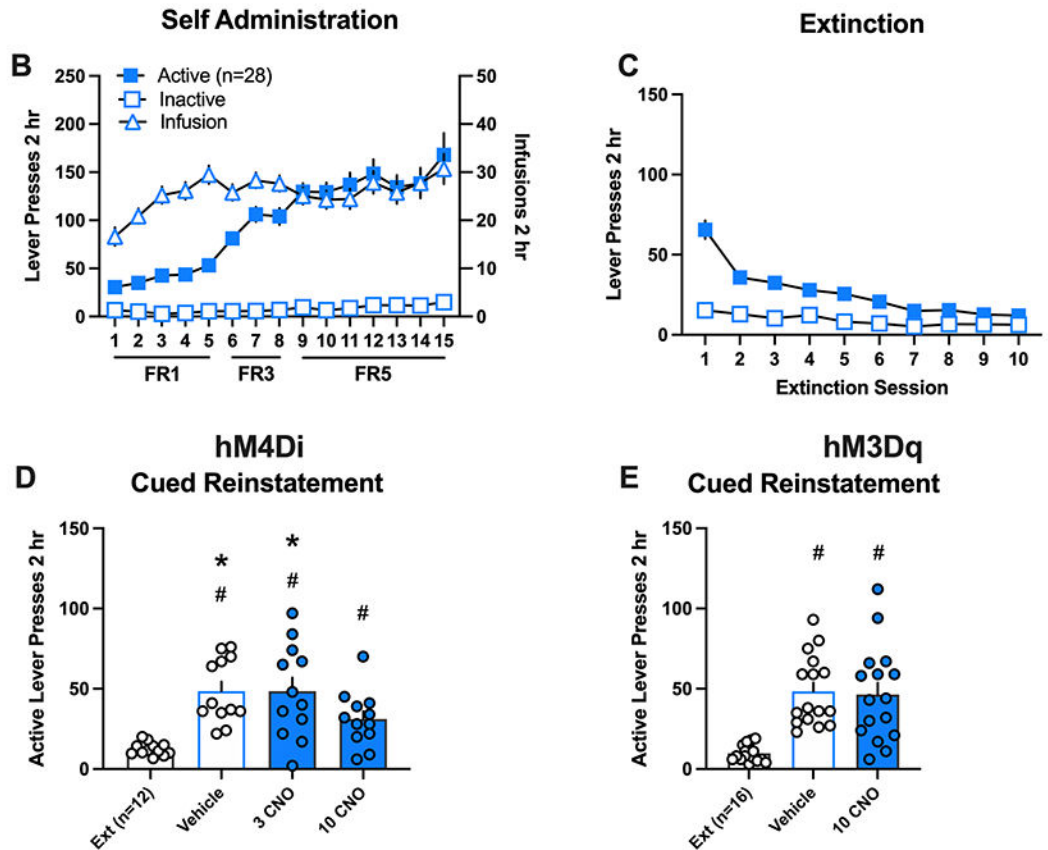 Self Administration
B
Active (n=28)
Inactive
Infusion
Lever Presses 2 hr
250
200
150
100
50
0
Infusions 2 hr
50
40
30
20
10
0
1 2 3 4 5 6 7 8 9 10 11 12 13 14 15
FR1 FR3 FR5
Extinction
C
Lever Presses 2 hr
150
100
50
0
1 2 3 4 5 6 7 8 9 10
Extinction Session
hM4Di
D Cued Reinstatement
Active Lever Presses 2 hr
150
100
50
0
* *
# # #
Ext (n=12) Vehicle 3 CNO 10 CNO
hM3Dq
E Cued Reinstatement
Active Lever Presses 2 hr
150
100
50
0
# #
Ext (n=16) Vehicle 10 CNO